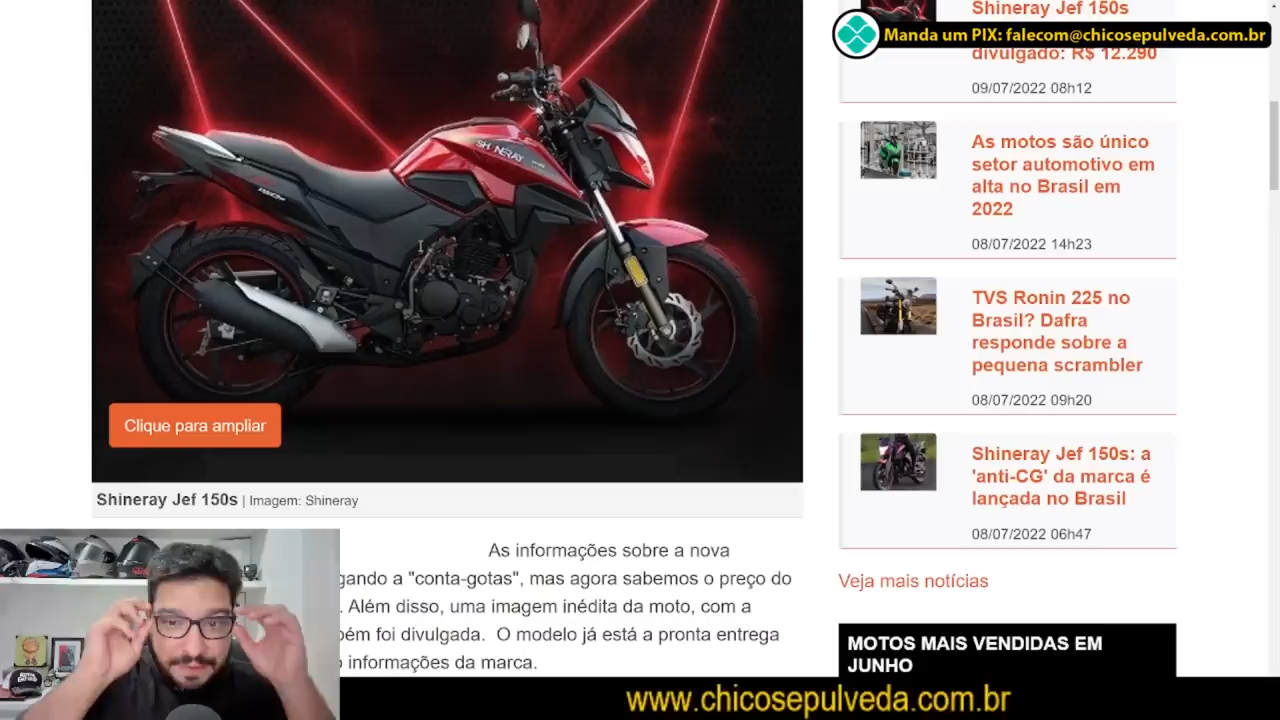 SHINERAY
150s
Clique para ampliar
Shineray Jef 150s | Imagem: Shineray
As informações sobre a nova
gando a "conta-gotas", mas agora sabemos o preço do
. Além disso, uma imagem inédita da moto, com a
bém foi divulgada. O modelo já está a pronta entrega
informações da marca.
Shineray Jef 150s
Manda um PIX: falecom@chicosepulveda.com.br
divulgado: R$ 12.290
09/07/2022 08h12
As motos são único
setor automotivo em
alta no Brasil em
2022
08/07/2022 14h23
TVS Ronin 225 no
Brasil? Dafra
responde sobre a
pequena scrambler
08/07/2022 09h20
Shineray Jef 150s: a
'anti-CG' da marca é
lançada no Brasil
08/07/2022 06h47
Veja mais notícias
MOTOS MAIS VENDIDAS EM
JUNHO
www.chicosepulveda.com.br